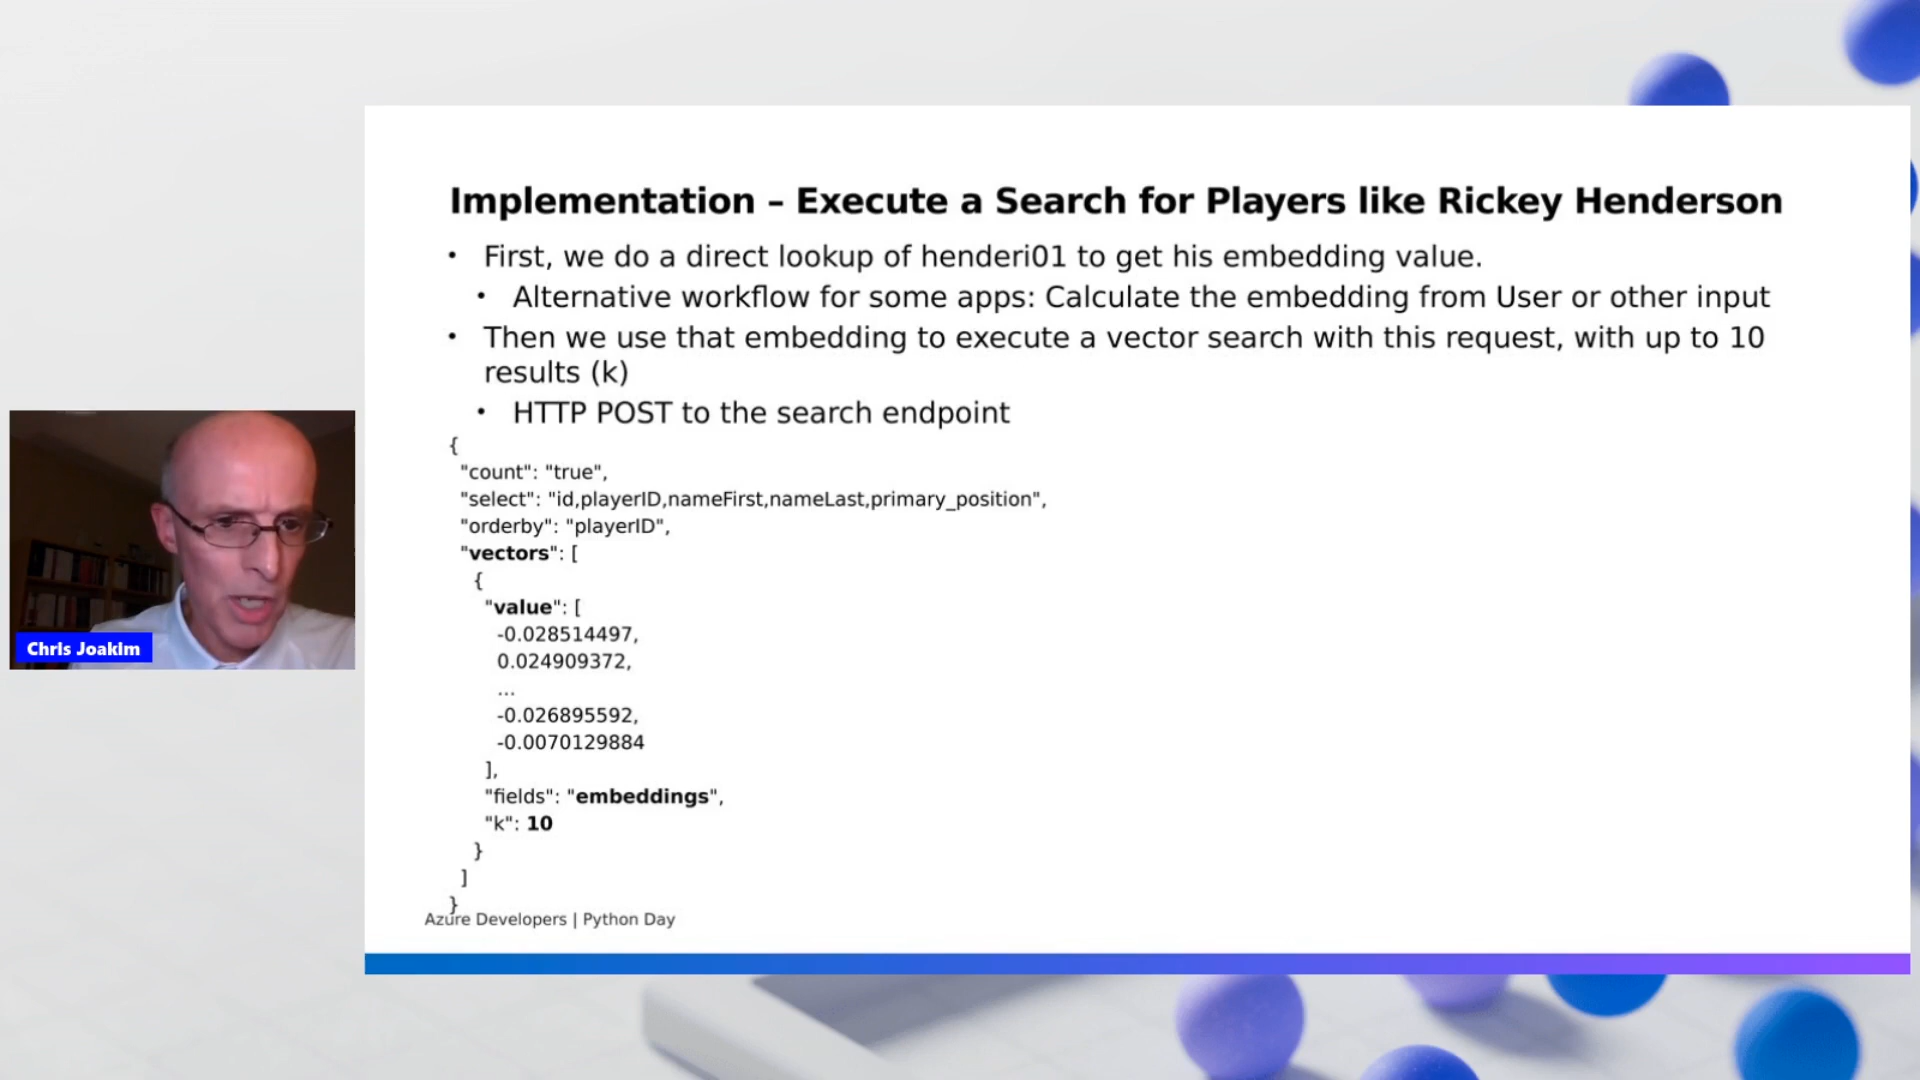 Implementation – Execute a Search for Players like Rickey Henderson
• First, we do a direct lookup of henderi01 to get his embedding value.
• Alternative workflow for some apps: Calculate the embedding from User or other input
• Then we use that embedding to execute a vector search with this request, with up to 10
results (k)
• HTTP POST to the search endpoint
{
"count": "true",
"select": "id,playerID,nameFirst,nameLast,primary_position",
"orderby": "playerID",
"vectors": [
{
"value": [
-0.028514497,
0.024909372,
...
-0.026895592,
-0.0070129884
],
"fields": "embeddings",
"k": 10
}
]
}
Azure Developers | Python Day
Chris Joakim